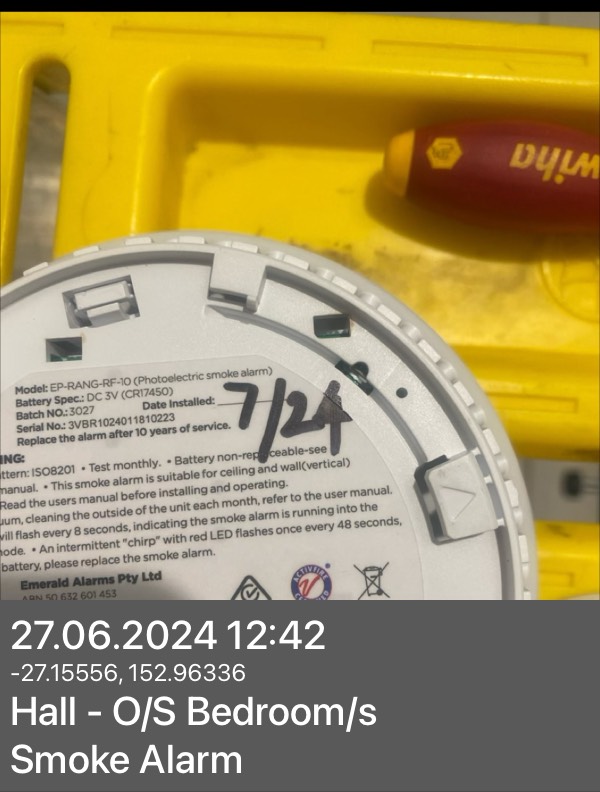 wiha
Model: EP-RANG-RF-10 (Photoelectric smoke alarm)
Battery Spec.: DC 3V (CR17450)
Batch NO.: 3027 Date Installed: 7/24
Serial No.: 3VBR1024011810223
Replace the alarm after 10 years of service.
NG:
ttern: ISO8201 • Test monthly. • Battery non-rep ceable-see
manual. • This smoke alarm is suitable for ceiling and wall(vertical)
Read the users manual before installing and operating.
uum, cleaning the outside of the unit each month, refer to the user manual.
will flash every 8 seconds, indicating the smoke alarm is running into the
ode. • An intermittent "chirp" with red LED flashes once every 48 seconds,
battery, please replace the smoke alarm.
Emerald Alarms Pty Ltd
ABN 50 632 601 453
ACTIVFIRE
27.06.2024 12:42
-27.15556, 152.96336
Hall - O/S Bedroom/s
Smoke Alarm